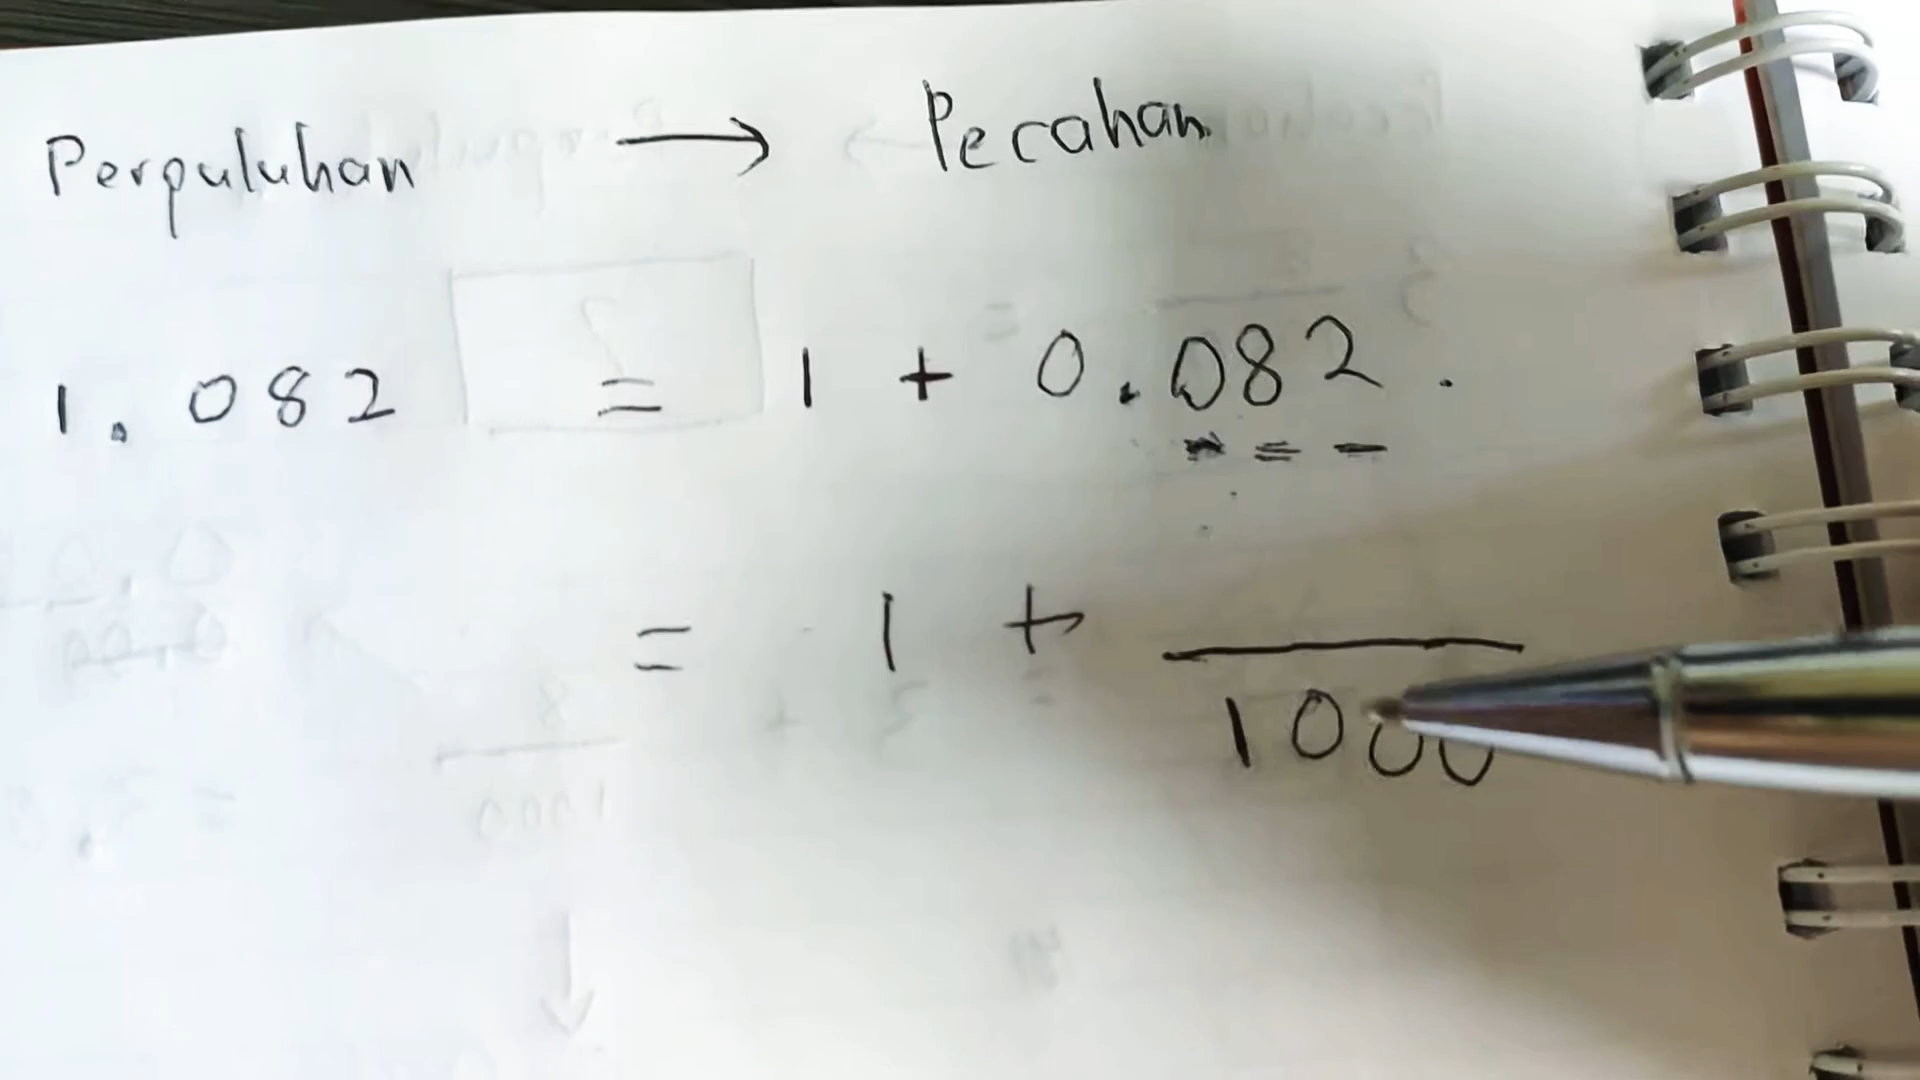 Perpuluhan → Pecahan
1.082 = 1 + 0.082.
= 1 + /1000